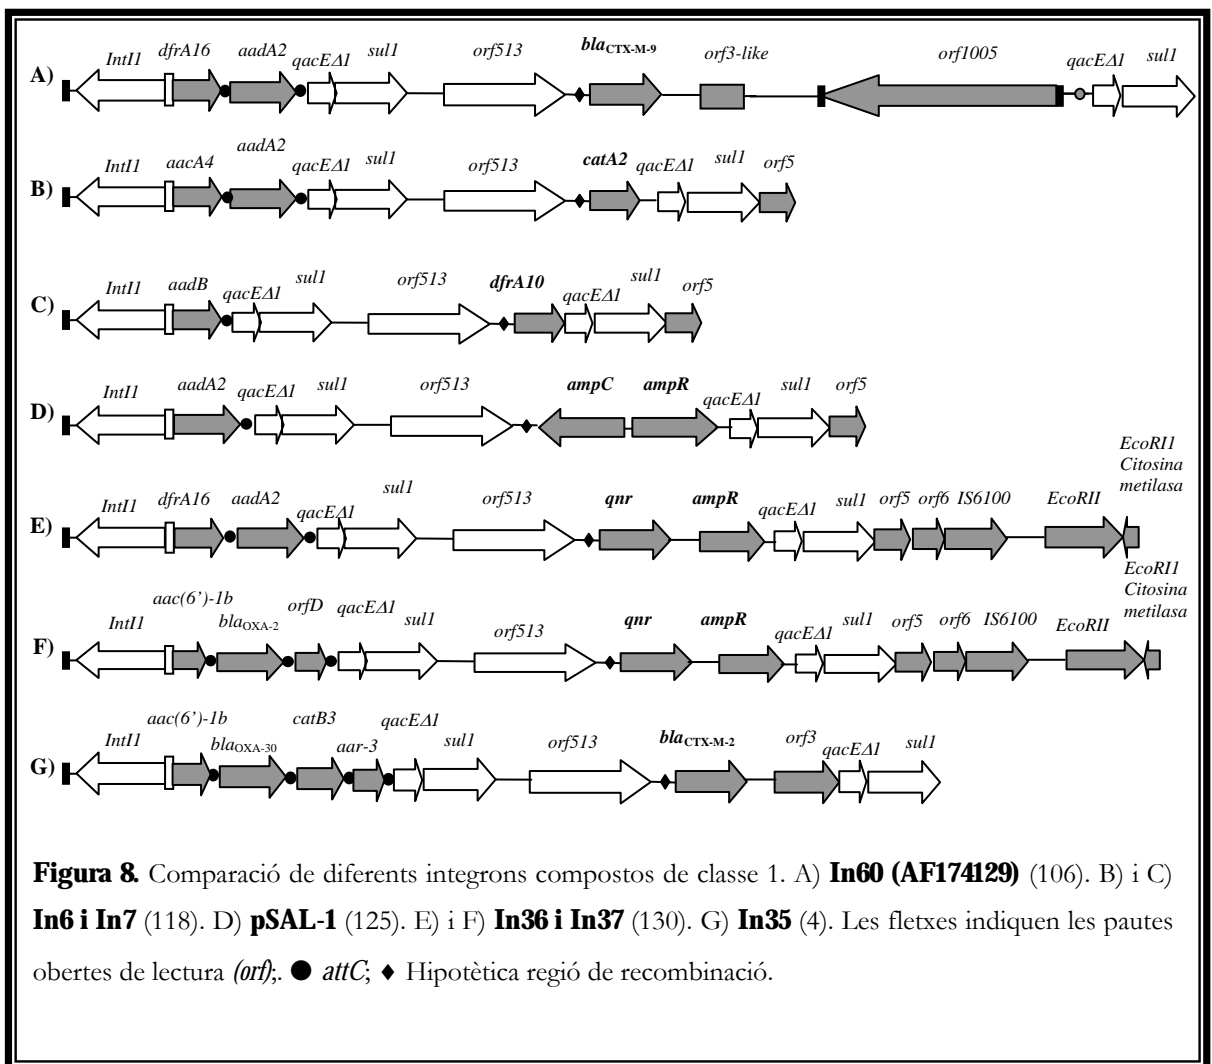 A) IntI1 dfrA16 aadA2 qacEΔ1 sul1 orf513 blaCTX-M-9 orf3-like orf1005 qacEΔ1 sul1
B) IntI1 aacA4 aadA2 qacEΔ1 sul1 orf513 catA2 qacEΔ1 sul1 orf5
C) IntI1 aadB qacEΔ1 sul1 orf513 dfrA10 qacEΔ1 sul1 orf5
D) IntI1 aadA2 qacEΔ1 sul1 orf513 ampC ampR qacEΔ1 sul1 orf5
E) IntI1 dfrA16 aadA2 qacEΔ1 sul1 orf513 qnr ampR qacEΔ1 sul1 orf5 orf6 IS6100 EcoRII EcoRI1
Citosina
metilasa
F) IntI1 aac(6')-1b blaOXA-2 orfD qacEΔ1 sul1 orf513 qnr ampR qacEΔ1 sul1 orf5 orf6 IS6100 EcoRII EcoRI1
Citosina
metilasa
G) IntI1 aac(6')-1b blaOXA-30 catB3 aar-3 qacEΔ1 sul1 orf513 blaCTX-M-2 orf3 qacEΔ1 sul1
Figura 8. Comparació de diferents integrons compostos de classe 1. A) In60 (AF174129) (106). B) i C)
In6 i In7 (118). D) pSAL-1 (125). E) i F) In36 i In37 (130). G) In35 (4). Les fletxes indiquen les pautes
obertes de lectura (orf);. ● attC; ♦ Hipotètica regió de recombinació.